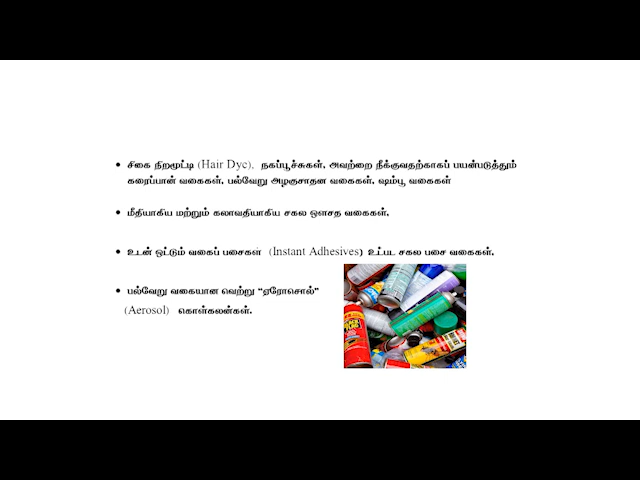 • சிகை நிறமூட்டி (Hair Dye), நகப்பூச்சுகள், அவற்றை நீக்குவதற்காகப் பயன்படுத்தும்
கரைப்பான் வகைகள், பல்வேறு அழகுசாதன வகைகள், ஷம்பூ வகைகள்
• மீதியாகிய மற்றும் கலாவதியாகிய சகல ஔசத வகைகள்,
• உடன் ஒட்டும் வகைப் பசைகள் (Instant Adhesives) உட்பட சகல பசை வகைகள்.
• பல்வேறு வகையான வெற்று “ஏரோசொல்”
(Aerosol) கொள்கலன்கள்.